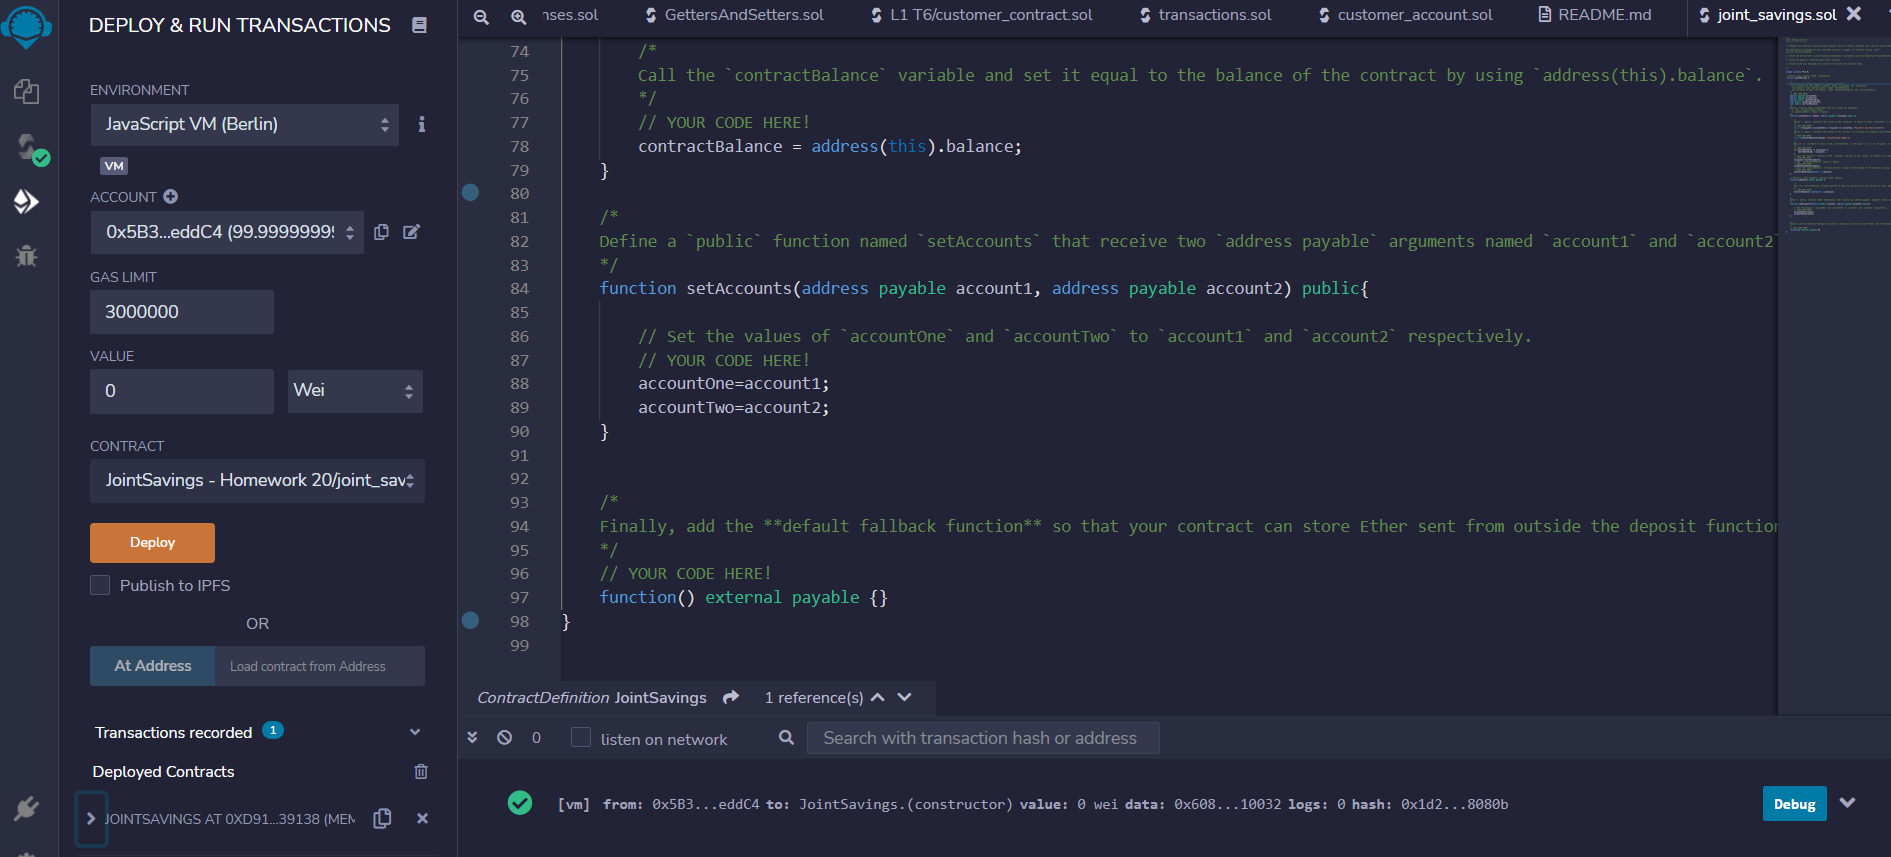 DEPLOY & RUN TRANSACTIONS
ENVIRONMENT
JavaScript VM (Berlin)
VM
ACCOUNT
0x5B3...eddC4 (99.9999999
GAS LIMIT
3000000
VALUE
0
Wei
CONTRACT
JointSavings - Homework 20/joint_sav
Deploy
Publish to IPFS
OR
At Address
Load contract from Address
Transactions recorded 1
Deployed Contracts
JOINTSAVINGS AT 0XD91...39138 (MEM
nses.sol
GettersAndSetters.sol
L1 T6/customer_contract.sol
transactions.sol
customer_account.sol
README.md
joint_savings.sol
74 /*
75 Call the `contractBalance` variable and set it equal to the balance of the contract by using `address(this).balance`.
76 */
77 // YOUR CODE HERE!
78 contractBalance = address(this).balance;
79 }
80
81 /*
82 Define a `public` function named `setAccounts` that receive two `address payable` arguments named `account1` and `account2`
83 */
84 function setAccounts(address payable account1, address payable account2) public{
85
86 // Set the values of `accountOne` and `accountTwo` to `account1` and `account2` respectively.
87 // YOUR CODE HERE!
88 accountOne=account1;
89 accountTwo=account2;
90 }
91
92
93 /*
94 Finally, add the **default fallback function** so that your contract can store Ether sent from outside the deposit function
95 */
96 // YOUR CODE HERE!
97 function() external payable {}
98 }
99
ContractDefinition JointSavings 1 reference(s)
0 listen on network
Search with transaction hash or address
[vm] from: 0x5B3...eddC4 to: JointSavings.(constructor) value: 0 wei data: 0x608...10032 logs: 0 hash: 0x1d2...8080b
Debug